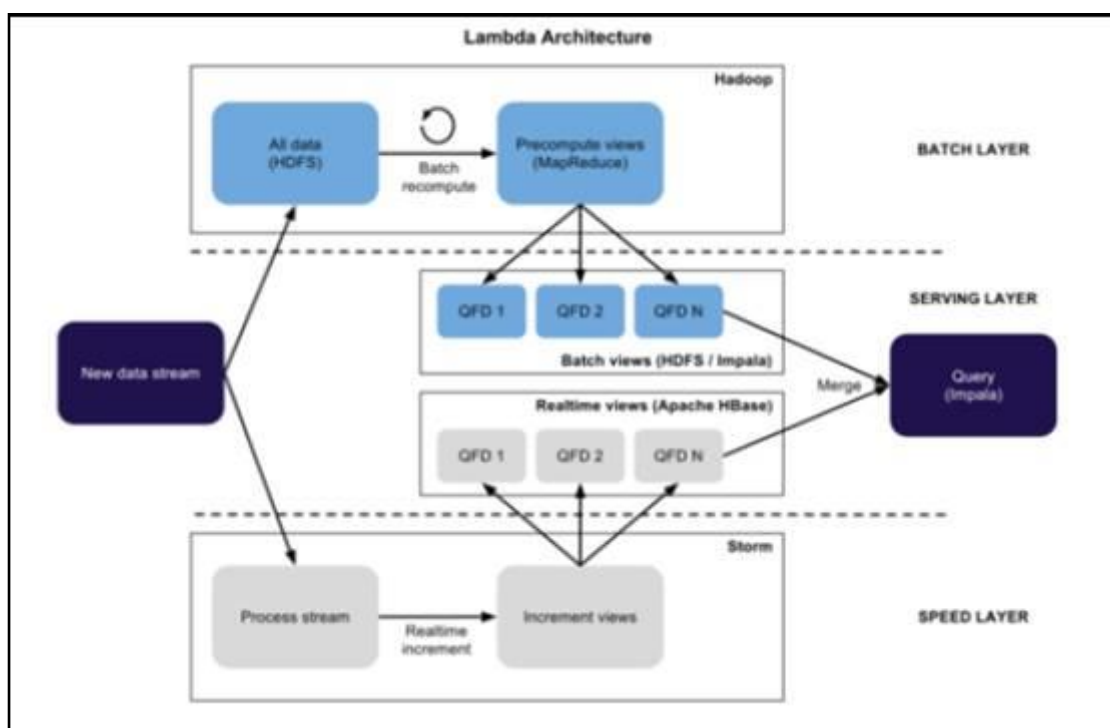 Lambda Architecture
Hadoop
All data
(HDFS)
Batch
recompute
Precompute views
(MapReduce)
BATCH LAYER
QFD 1
QFD 2
QFD N
Batch views (HDFS / Impala)
SERVING LAYER
New data stream
Merge
Query
(Impala)
Realtime views (Apache HBase)
QFD 1
QFD 2
QFD N
Storm
Process stream
Realtime
increment
Increment views
SPEED LAYER